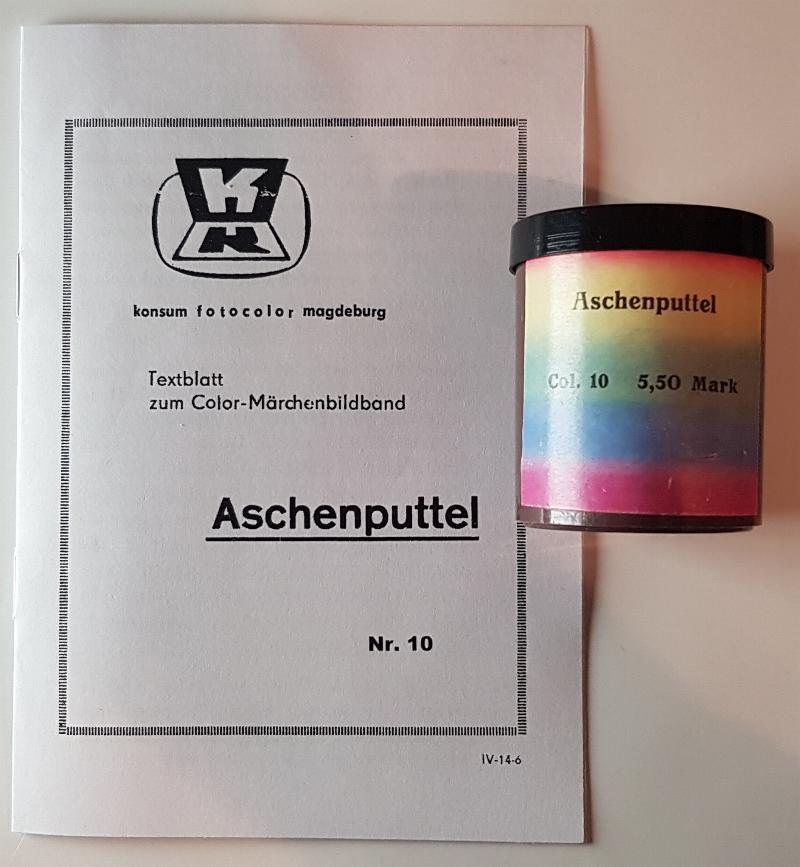 K
K
konsum fotocolor magdeburg
Textblatt
zum Color-Märchenbildband
Aschenputtel
Nr. 10
IV-14-6
Aschenputtel
Col. 10 5,50 Mark